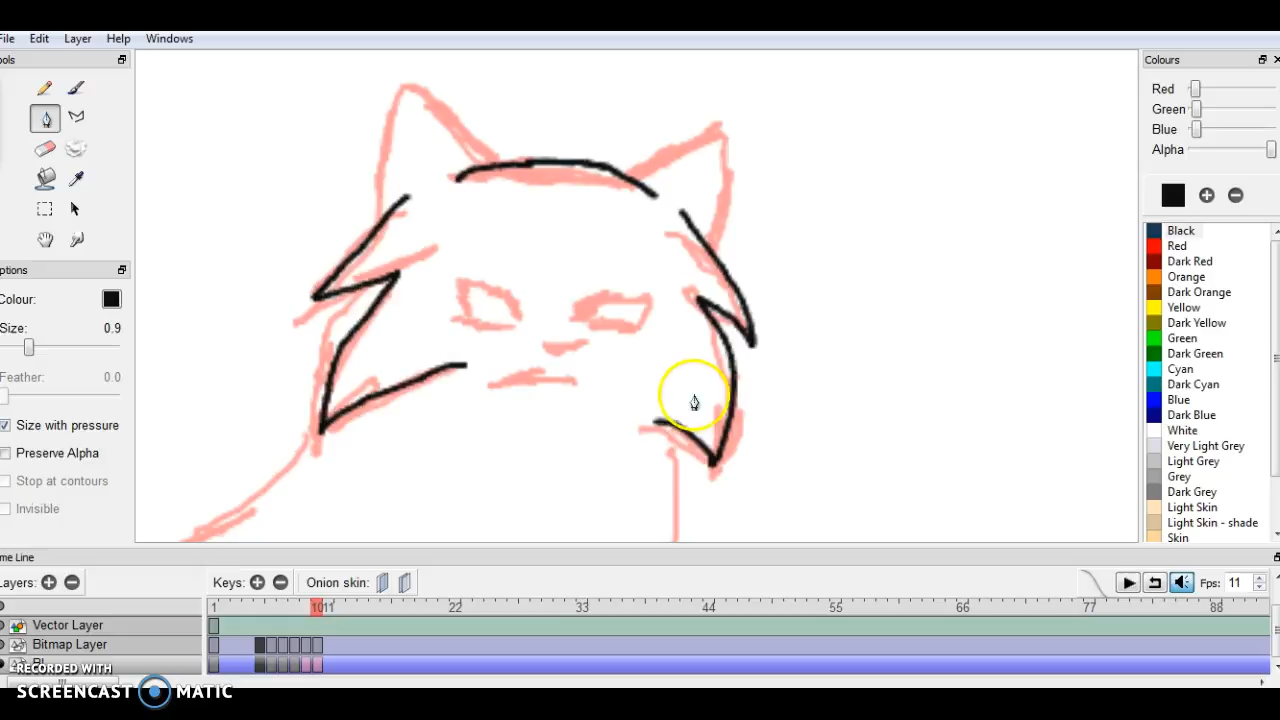 File Edit Layer Help Windows
ools
Colours
Red
Green
Blue
Alpha
ptions
Colour:
Size: 0.9
Feather: 0.0
Size with pressure
Preserve Alpha
Stop at contours
Invisible
Black
Red
Dark Red
Orange
Dark Orange
Yellow
Dark Yellow
Green
Dark Green
Cyan
Dark Cyan
Blue
Dark Blue
White
Very Light Grey
Light Grey
Grey
Dark Grey
Light Skin
Light Skin - shade
Skin
me Line
Layers: Keys: Onion skin: Fps: 11
1 10 11 22 33 44 55 66 77 88
Vector Layer
Bitmap Layer
RECORDED WITH
SCREENCAST MATIC